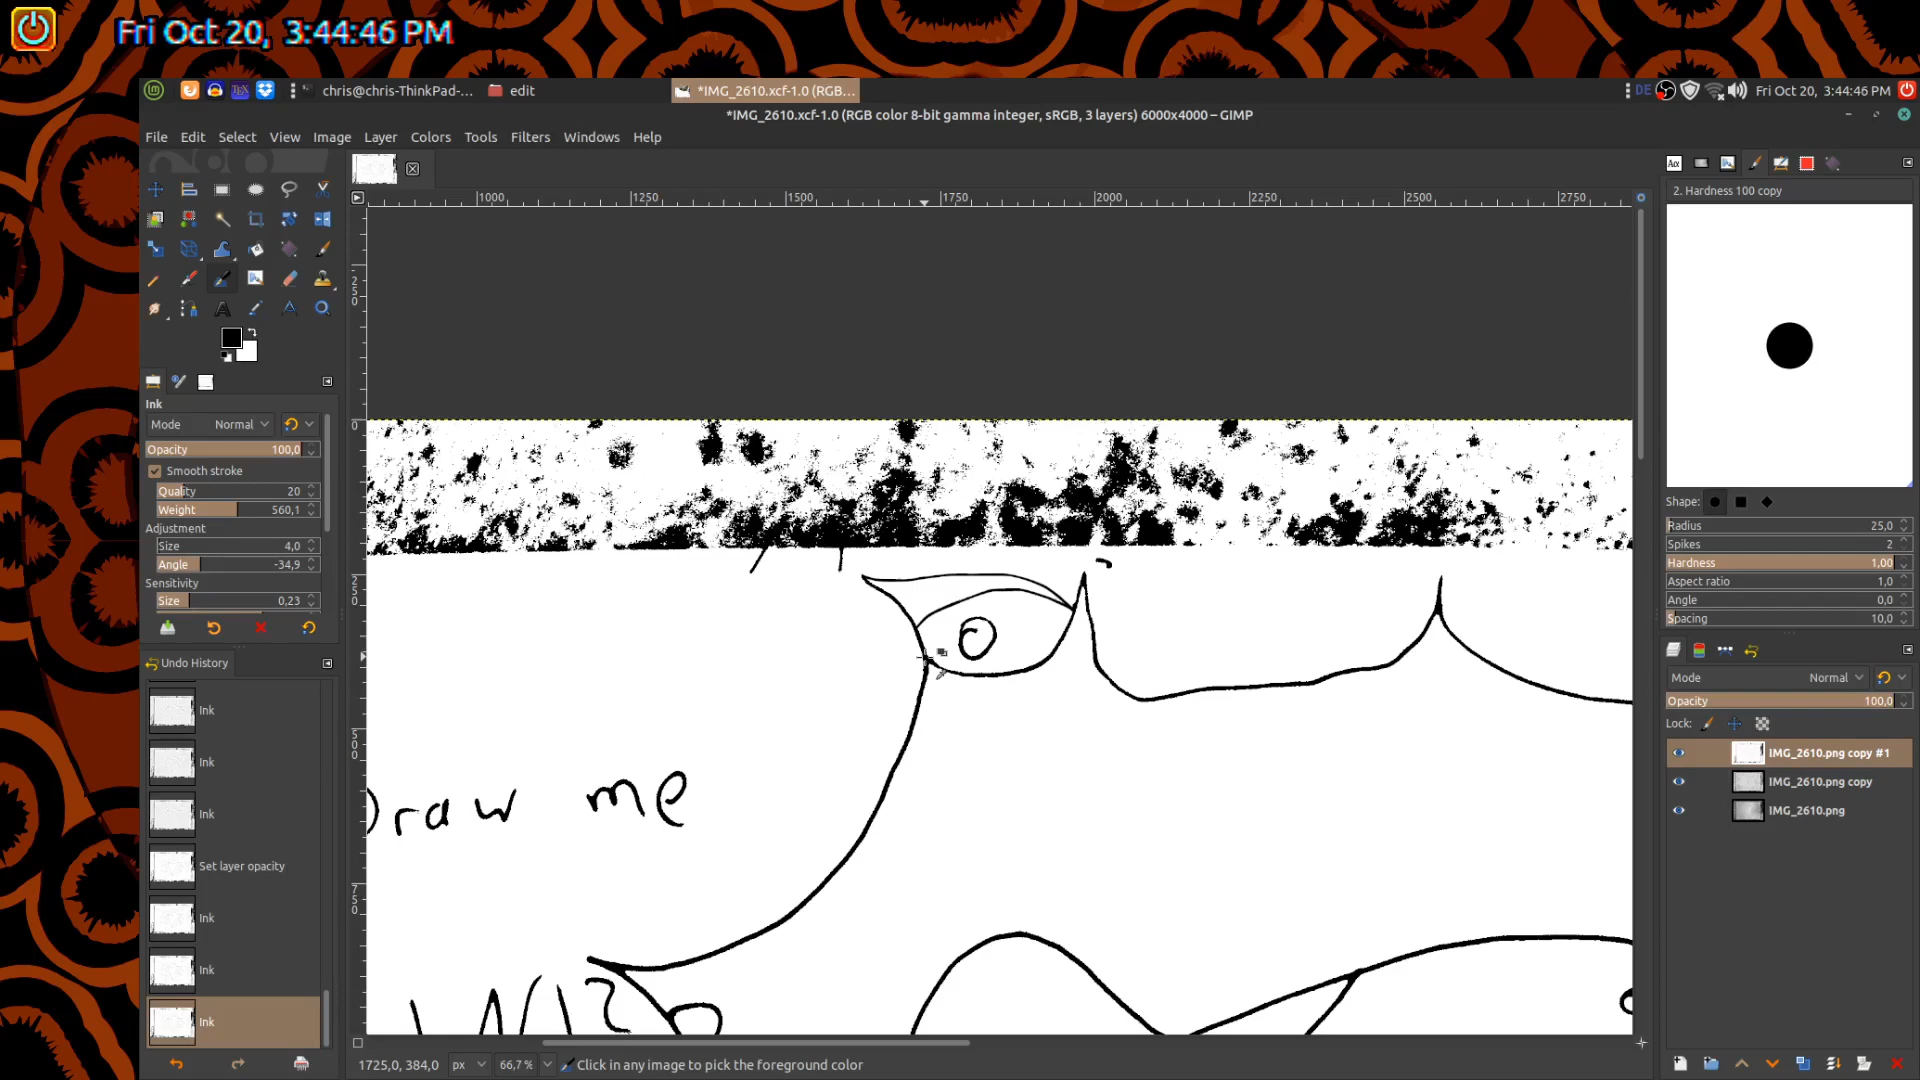 Fri Oct 20, 3:44:46 PM
chris@chris-ThinkPad-...
edit
*IMG_2610.xcf-1.0 (RGB...
DE
Fri Oct 20, 3:44:46 PM
*IMG_2610.xcf-1.0 (RGB color 8-bit gamma integer, sRGB, 3 layers) 6000x4000 – GIMP
File Edit Select View Image Layer Colors Tools Filters Windows Help
1000 1250 1500 1750 2000 2250 2500 2750
2. Hardness 100 copy
Ink
Mode Normal
Opacity 100,0
Smooth stroke
Quality 20
Weight 560,1
Adjustment
Size 4,0
Angle -34,9
Sensitivity
Size 0,23
Undo History
Ink
Ink
Ink
Set layer opacity
Ink
Ink
Ink
250
0
250
500
750
Draw me
Shape:
Radius 25,0
Spikes 2
Hardness 1,00
Aspect ratio 1,0
Angle 0,0
Spacing 10,0
Mode Normal
Opacity 100,0
Lock:
IMG_2610.png copy #1
IMG_2610.png copy
IMG_2610.png
1725,0, 384,0 px 66,7 % Click in any image to pick the foreground color